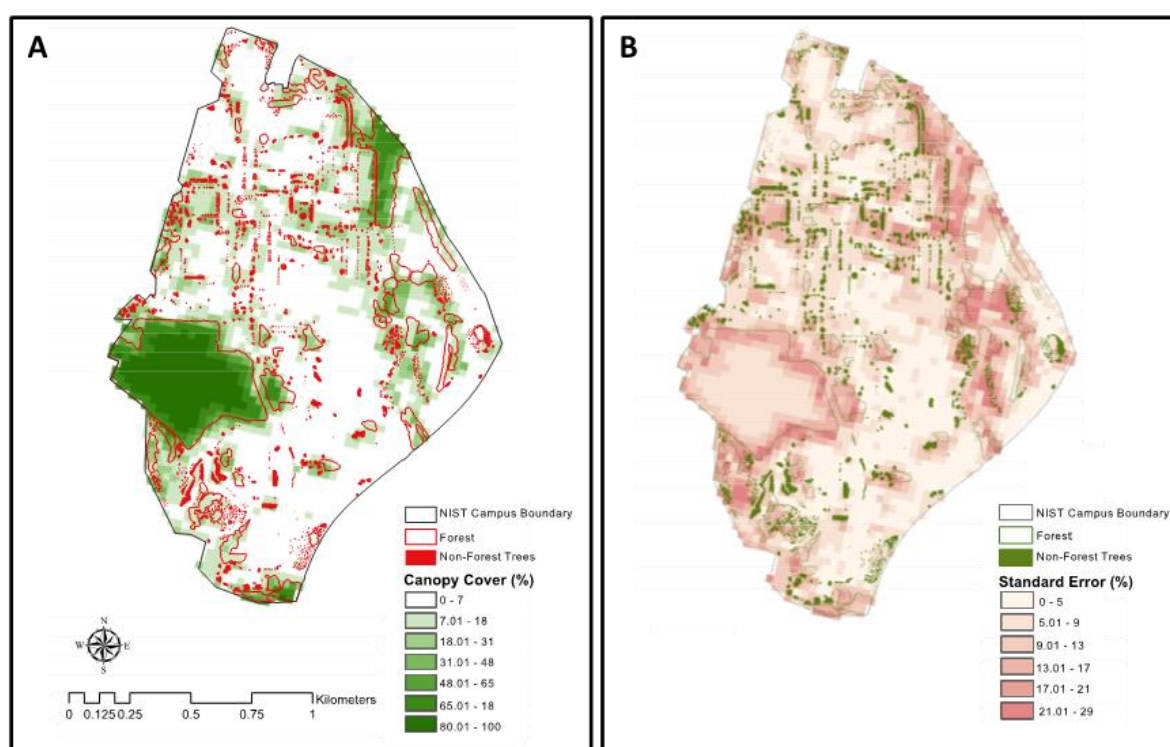 A
NIST Campus Boundary
Forest
Non-Forest Trees
Canopy Cover (%)
0 - 7
7.01 - 18
18.01 - 31
31.01 - 48
48.01 - 65
65.01 - 18
80.01 - 100
N
W E
S
Kilometers
0 0.125 0.25 0.5 0.75 1
B
NIST Campus Boundary
Forest
Non-Forest Trees
Standard Error (%)
0 - 5
5.01 - 9
9.01 - 13
13.01 - 17
17.01 - 21
21.01 - 29